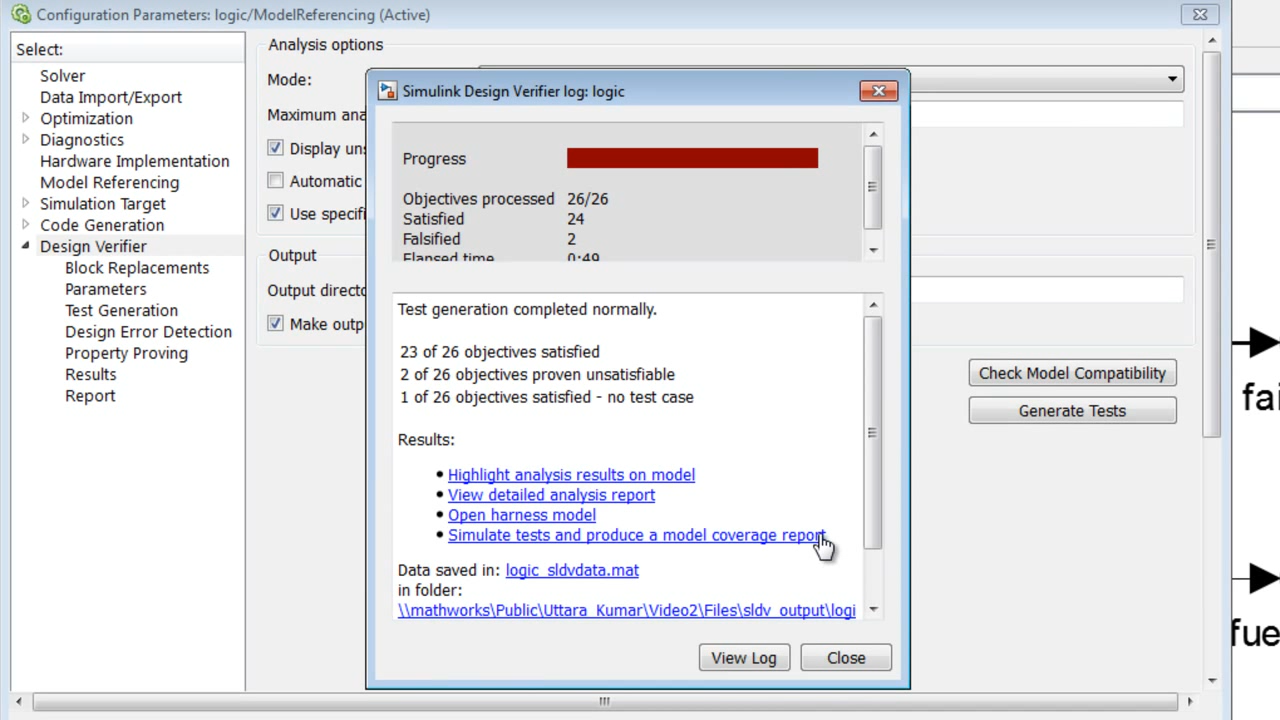 Configuration Parameters: logic/ModelReferencing (Active)
Select:
Solver
Data Import/Export
Optimization
Diagnostics
Hardware Implementation
Model Referencing
Simulation Target
Code Generation
Design Verifier
Block Replacements
Parameters
Test Generation
Design Error Detection
Property Proving
Results
Report
Analysis options
Mode:
Maximum ana
Display uns
Automatic
Use specifi
Output
Output directo
Make outp
Check Model Compatibility
Generate Tests
Simulink Design Verifier log: logic
Progress
Objectives processed 26/26
Satisfied 24
Falsified 2
Elapsed time 0:49
Test generation completed normally.
23 of 26 objectives satisfied
2 of 26 objectives proven unsatisfiable
1 of 26 objectives satisfied - no test case
Results:
• Highlight analysis results on model
• View detailed analysis report
• Open harness model
• Simulate tests and produce a model coverage report
Data saved in: logic_sldvdata.mat
in folder:
\\mathworks\Public\Uttara_Kumar\Video2\Files\sldv_output\logi
View Log
Close
fai
fue